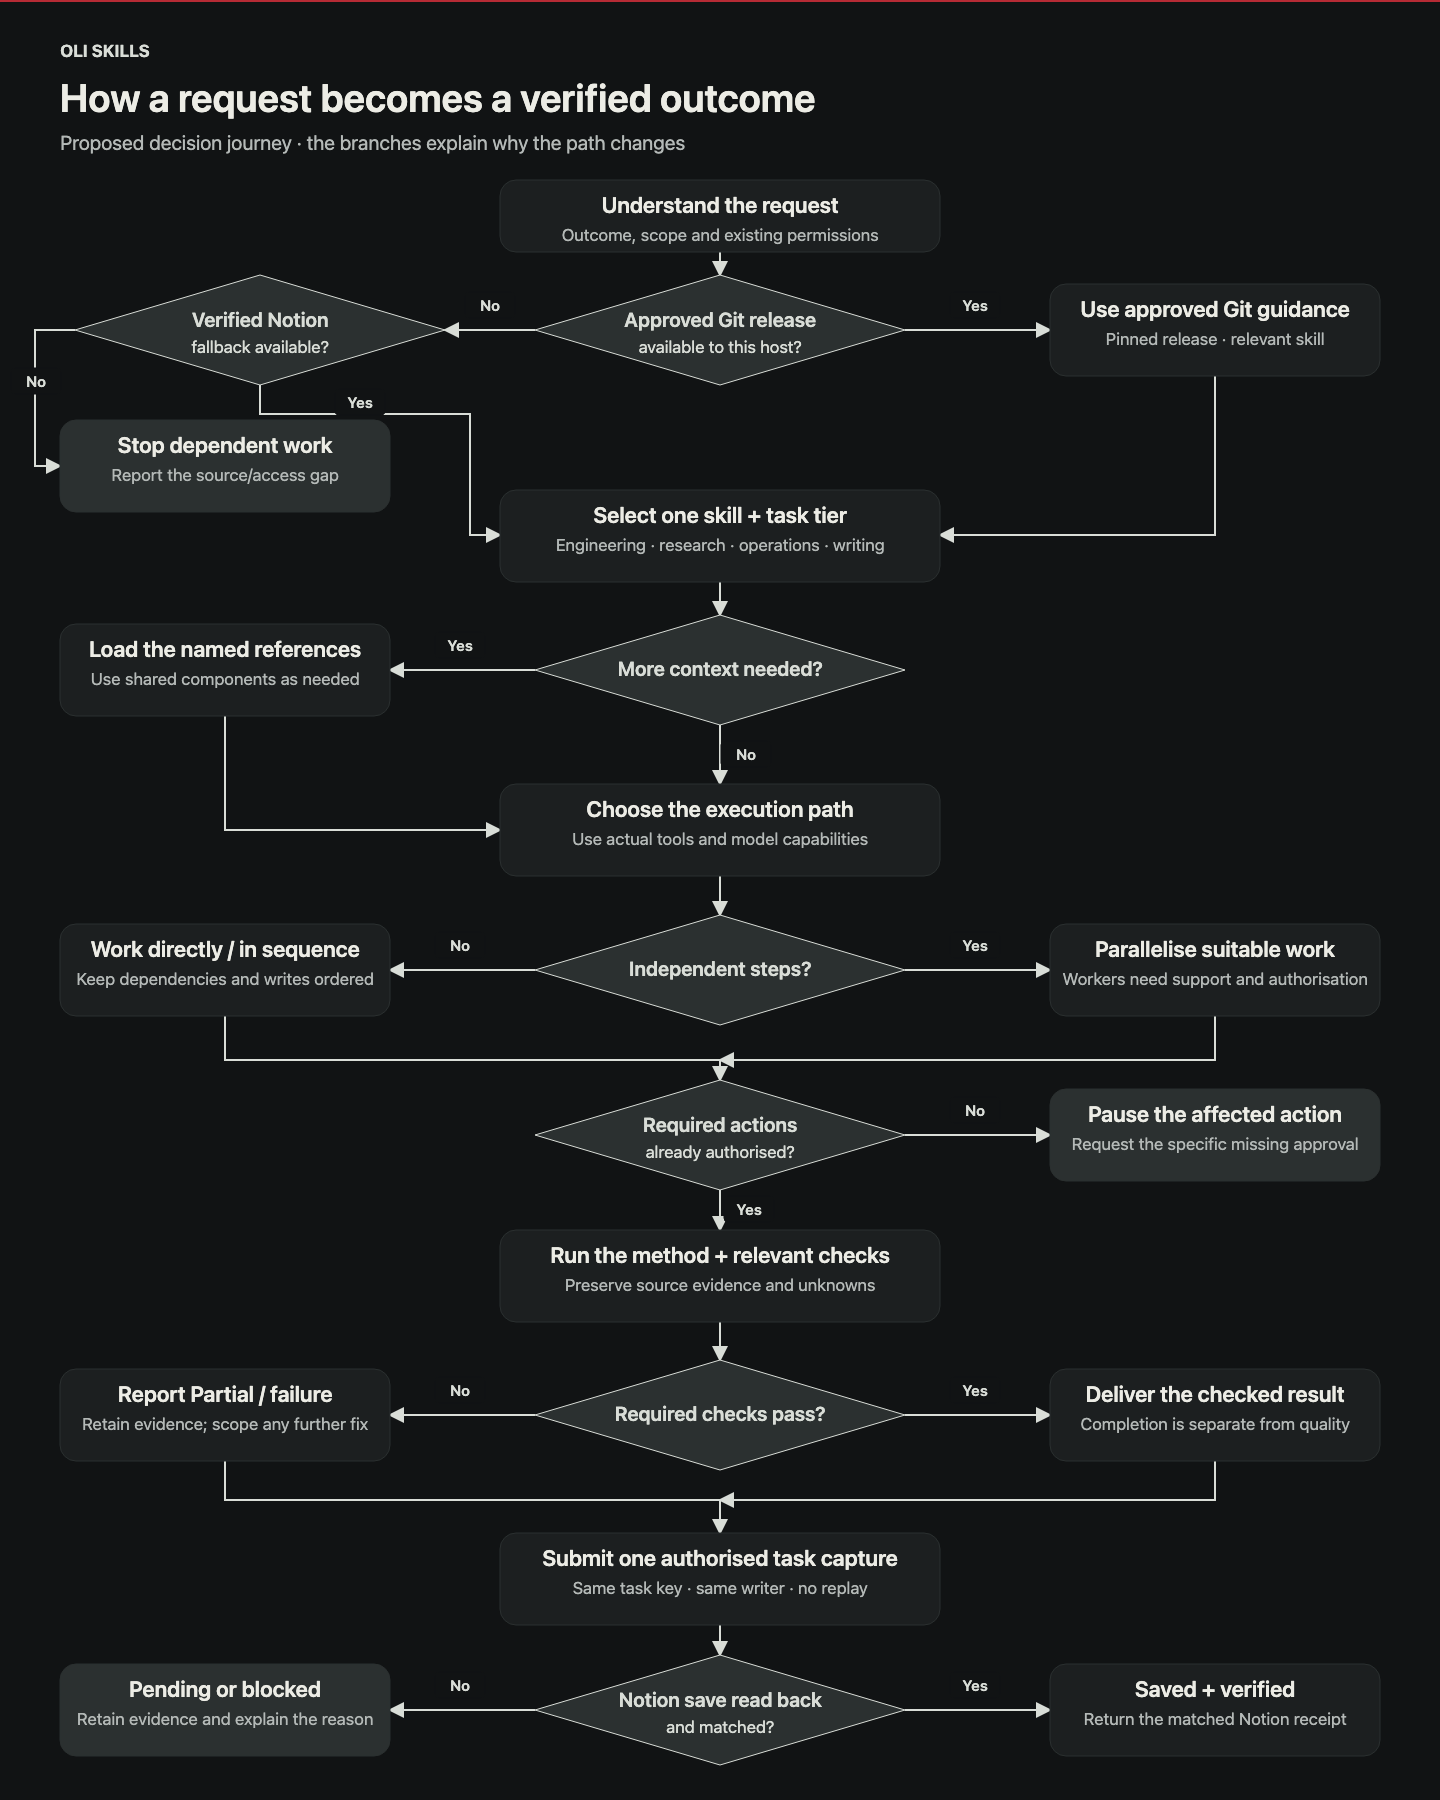 OLI SKILLS
How a request becomes a verified outcome
Proposed decision journey · the branches explain why the path changes
Understand the request
Outcome, scope and existing permissions
Verified Notion
fallback available?
No
Approved Git release
available to this host?
Yes
Use approved Git guidance
Pinned release · relevant skill
No
Yes
Stop dependent work
Report the source/access gap
Select one skill + task tier
Engineering · research · operations · writing
Load the named references
Use shared components as needed
Yes
More context needed?
No
Choose the execution path
Use actual tools and model capabilities
Work directly / in sequence
Keep dependencies and writes ordered
No
Independent steps?
Yes
Parallelise suitable work
Workers need support and authorisation
Required actions
already authorised?
No
Pause the affected action
Request the specific missing approval
Yes
Run the method + relevant checks
Preserve source evidence and unknowns
Report Partial / failure
Retain evidence; scope any further fix
No
Required checks pass?
Yes
Deliver the checked result
Completion is separate from quality
Submit one authorised task capture
Same task key · same writer · no replay
Pending or blocked
Retain evidence and explain the reason
No
Notion save read back
and matched?
Yes
Saved + verified
Return the matched Notion receipt